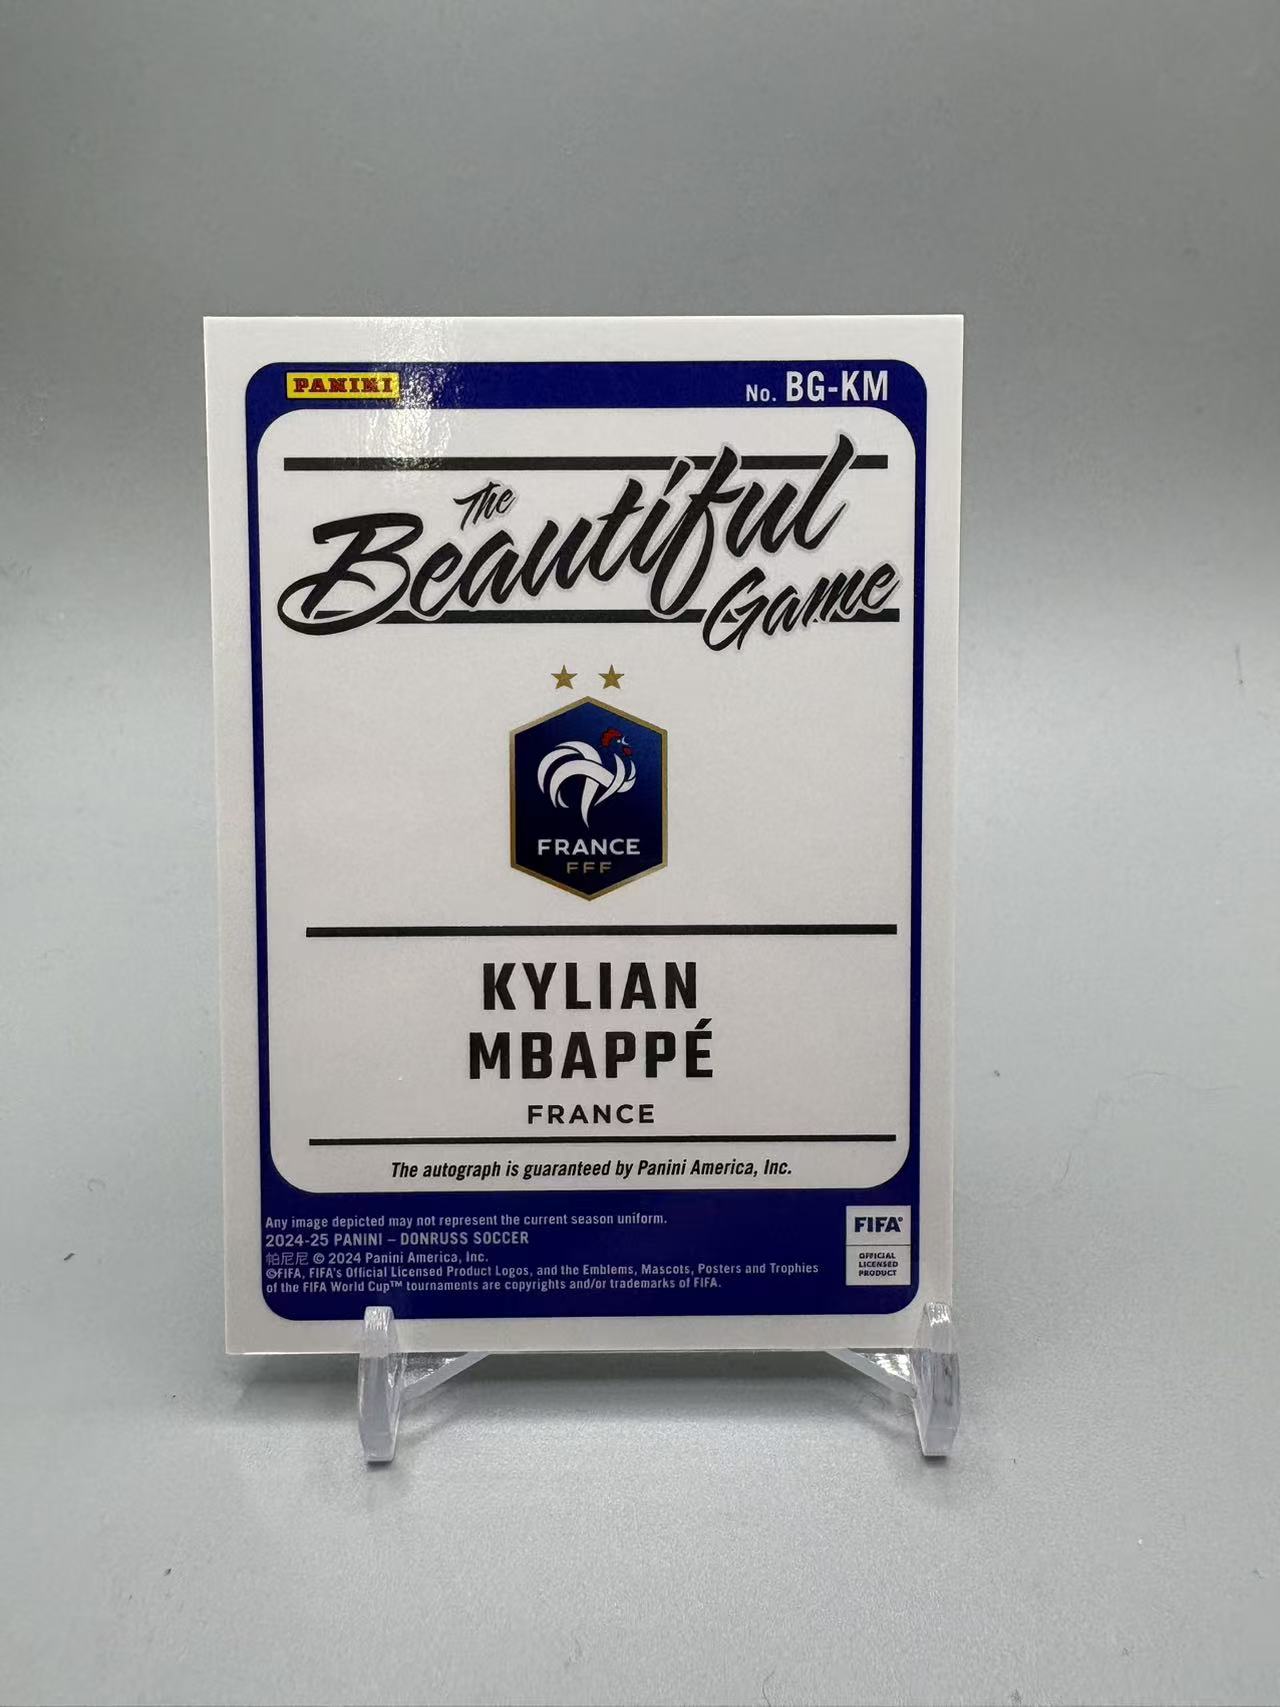 PANINI
No. BG-KM
The
Beautiful
Game
FRANCE
FFF
KYLIAN
MBAPPÉ
FRANCE
The autograph is guaranteed by Panini America, Inc.
Any image depicted may not represent the current season uniform.
2024-25 PANINI – DONRUSS SOCCER
帕尼尼 © 2024 Panini America, Inc.
©FIFA, FIFA's Official Licensed Product Logos, and the Emblems, Mascots, Posters and Trophies
of the FIFA World Cup™ tournaments are copyrights and/or trademarks of FIFA.
FIFA®
OFFICIAL
LICENSED
PRODUCT